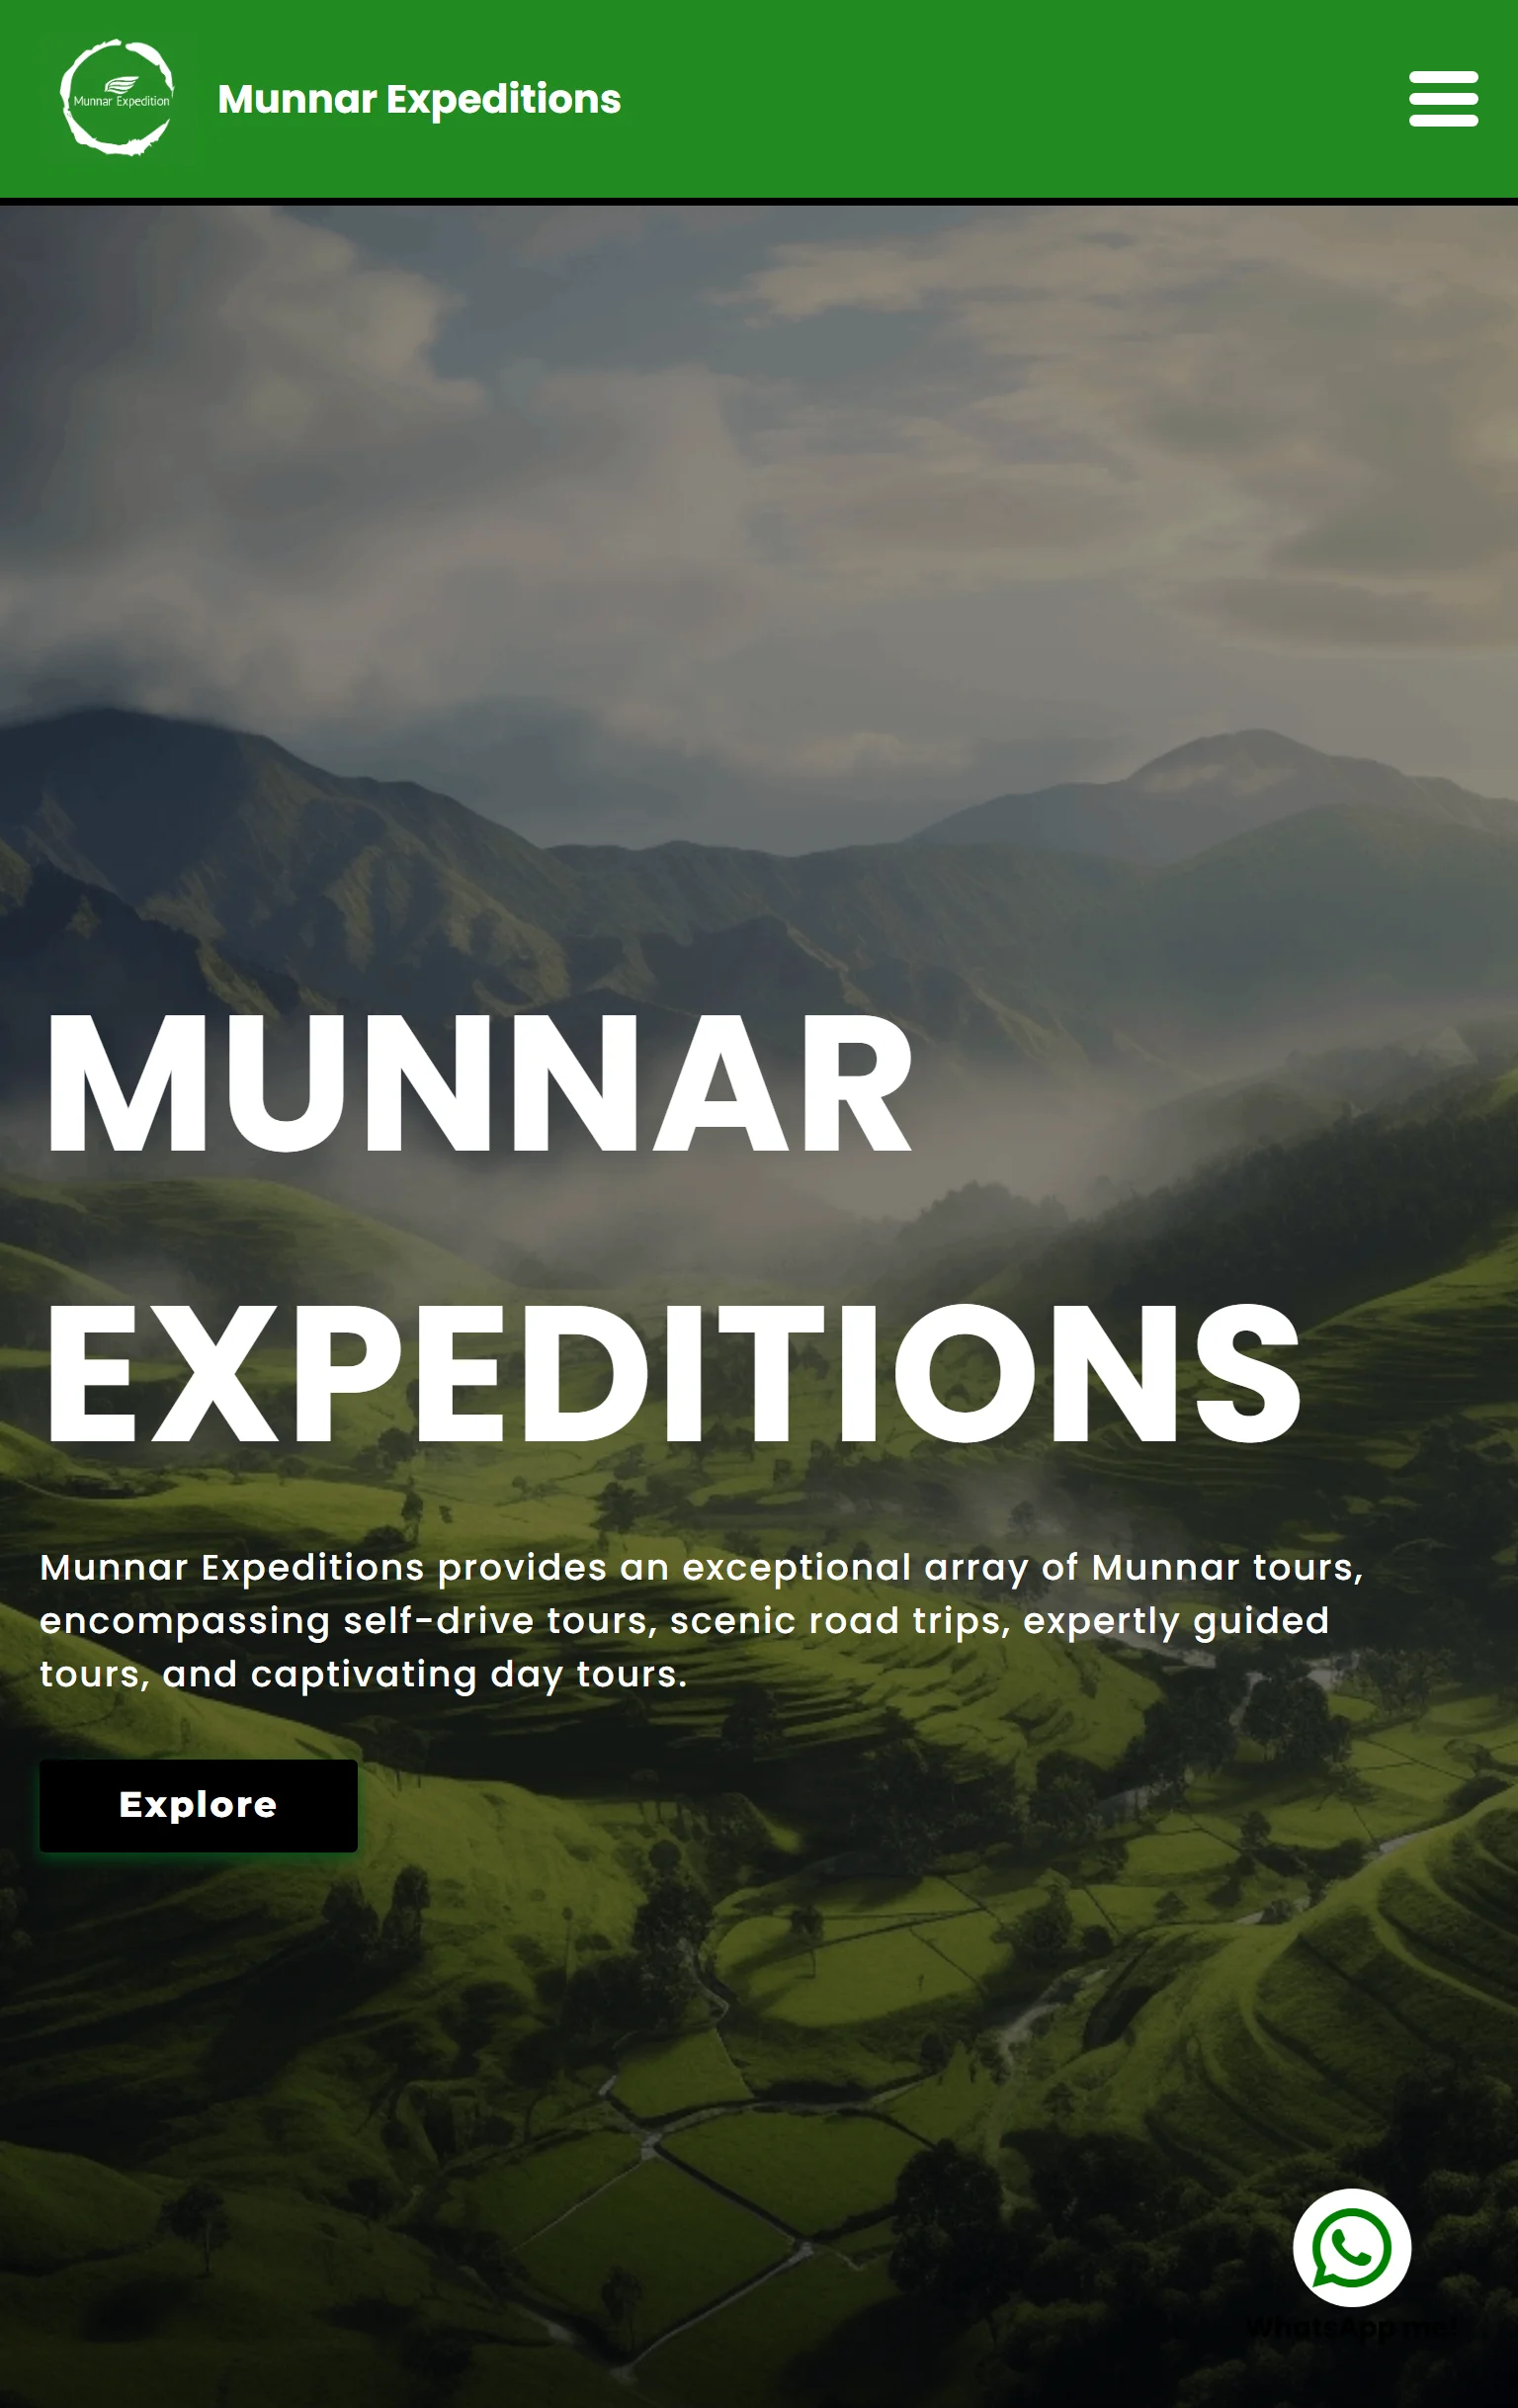 Munnar Expedition
Munnar Expeditions
MUNNAR
EXPEDITIONS
Munnar Expeditions provides an exceptional array of Munnar tours,
encompassing self-drive tours, scenic road trips, expertly guided
tours, and captivating day tours.
Explore
WhatsApp me!